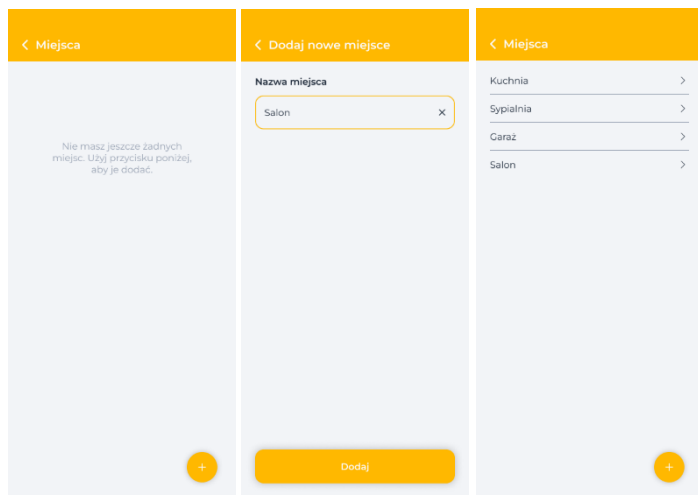 Miejsca
Nie masz jeszcze żadnych
miejsc. Użyj przycisku poniżej,
aby je dodać.
+
Dodaj nowe miejsce
Nazwa miejsca
Salon
Dodaj
Miejsca
Kuchnia
Sypialnia
Garaż
Salon
+